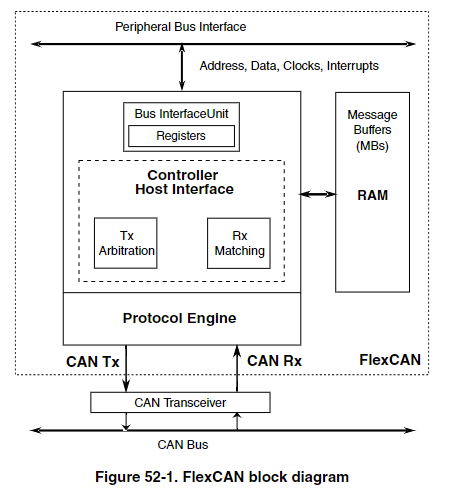 Peripheral Bus Interface
Address, Data, Clocks, Interrupts
Bus InterfaceUnit
Registers
Message
Buffers
(MBs)
RAM
Controller
Host Interface
Tx
Arbitration
Rx
Matching
Protocol Engine
CAN Tx
CAN Rx
FlexCAN
CAN Transceiver
CAN Bus
Figure 52-1. FlexCAN block diagram